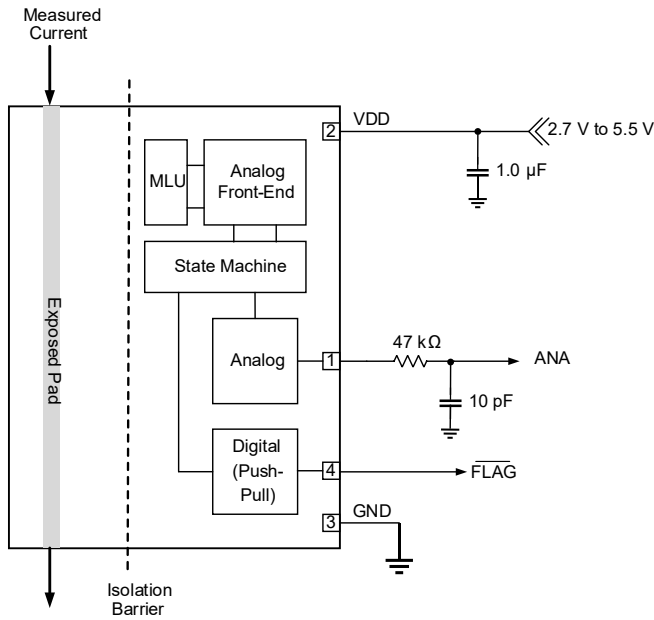 Measured
Current
VDD
2
2.7 V to 5.5 V
1.0 µF
MLU
Analog
Front-End
State Machine
Exposed Pad
Analog
1
47 kΩ
ANA
10 pF
Digital
(Push-
Pull)
4
FLAG
GND
3
Isolation
Barrier